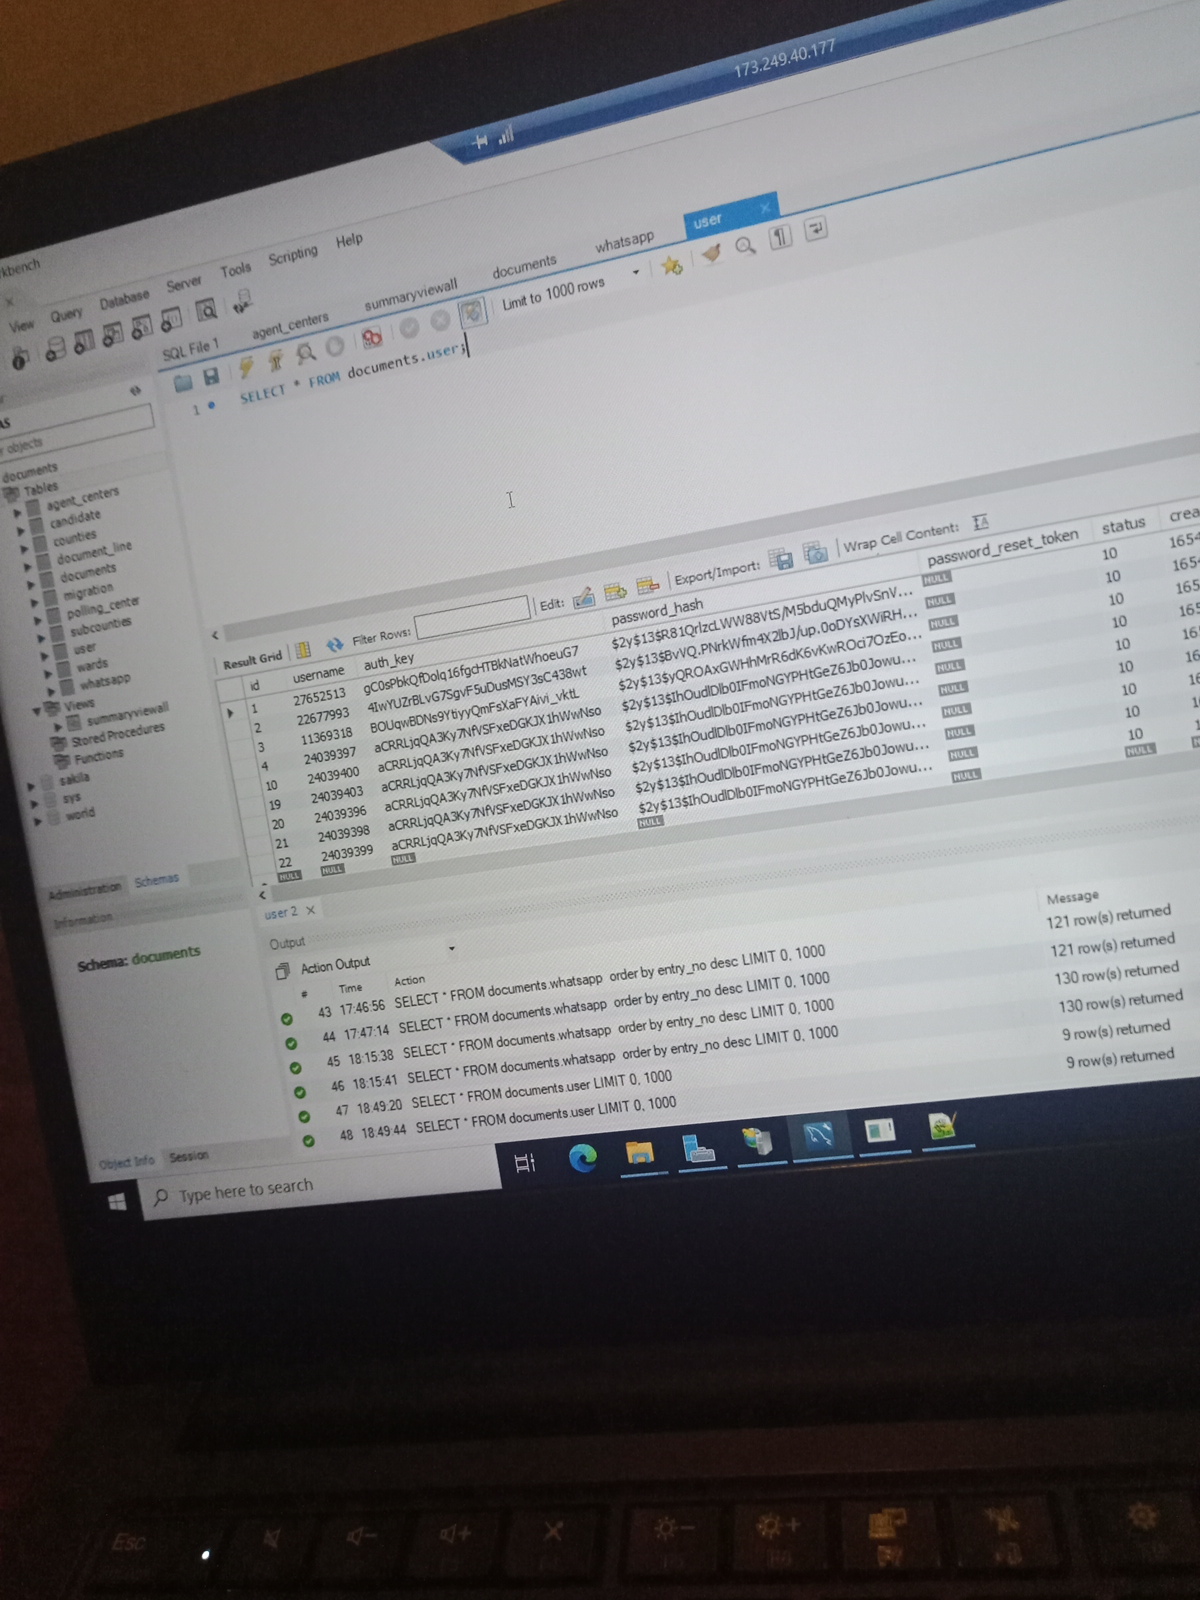 173.249.40.177
kbench
View Query Database Server Tools Scripting Help
SQL File 1 agent_centers summaryviewall documents whatsapp user
Limit to 1000 rows
1 SELECT * FROM documents.user;
AS
r objects
documents
Tables
agent_centers
candidate
counties
document_line
documents
migration
polling_center
subcounties
user
wards
whatsapp
Views
summaryviewall
Stored Procedures
Functions
sakila
sys
world
Administration Schemas
Information
Schema: documents
Object Info Session
Result Grid Filter Rows: Edit: Export/Import: Wrap Cell Content:
id username auth_key password_hash password_reset_token status crea
1 27652513 gC0sPbkQfDolq16fgcHTBkNatWhoeuG7 $2y$13$R81QrlzcLWW88VtS/M5bduQMyPlvSnV... NULL 10 1654
2 22677993 4IwYUZrBLvG7SgvF5uDusMSY3sC438wt $2y$13$BvVQ.PNrkWfm4X2lbJ/up.0oDYsXWiRH... NULL 10 165
3 11369318 BOUqwBDNs9YtiyyQmFsXaFYAivi_vktL $2y$13$yQROAxGWHhMrR6dK6vKwROci7OzEo... NULL 10 165
4 24039397 aCRRLjqQA3Ky7NfVSFxeDGKJX1hWwNso $2y$13$IhOudlDlb0IFmoNGYPHtGeZ6Jb0Jowu... NULL 10
10 24039400 aCRRLjqQA3Ky7NfVSFxeDGKJX1hWwNso $2y$13$IhOudlDlb0IFmoNGYPHtGeZ6Jb0Jowu... NULL 10
19 24039403 aCRRLjqQA3Ky7NfVSFxeDGKJX1hWwNso $2y$13$IhOudlDlb0IFmoNGYPHtGeZ6Jb0Jowu... NULL 10
20 24039396 aCRRLjqQA3Ky7NfVSFxeDGKJX1hWwNso $2y$13$IhOudlDlb0IFmoNGYPHtGeZ6Jb0Jowu... NULL 10
21 24039398 aCRRLjqQA3Ky7NfVSFxeDGKJX1hWwNso $2y$13$IhOudlDlb0IFmoNGYPHtGeZ6Jb0Jowu... NULL 10
22 24039399 aCRRLjqQA3Ky7NfVSFxeDGKJX1hWwNso $2y$13$IhOudlDlb0IFmoNGYPHtGeZ6Jb0Jowu... NULL 10
NULL NULL NULL NULL NULL
user 2
Output
Action Output
# Time Action Message
43 17:46:56 SELECT * FROM documents.whatsapp order by entry_no desc LIMIT 0, 1000 121 row(s) returned
44 17:47:14 SELECT * FROM documents.whatsapp order by entry_no desc LIMIT 0, 1000 121 row(s) returned
45 18:15:38 SELECT * FROM documents.whatsapp order by entry_no desc LIMIT 0, 1000 130 row(s) returned
46 18:15:41 SELECT * FROM documents.whatsapp order by entry_no desc LIMIT 0, 1000 130 row(s) returned
47 18:49:20 SELECT * FROM documents.user LIMIT 0, 1000 9 row(s) returned
48 18:49:44 SELECT * FROM documents.user LIMIT 0, 1000 9 row(s) returned
Type here to search
Esc